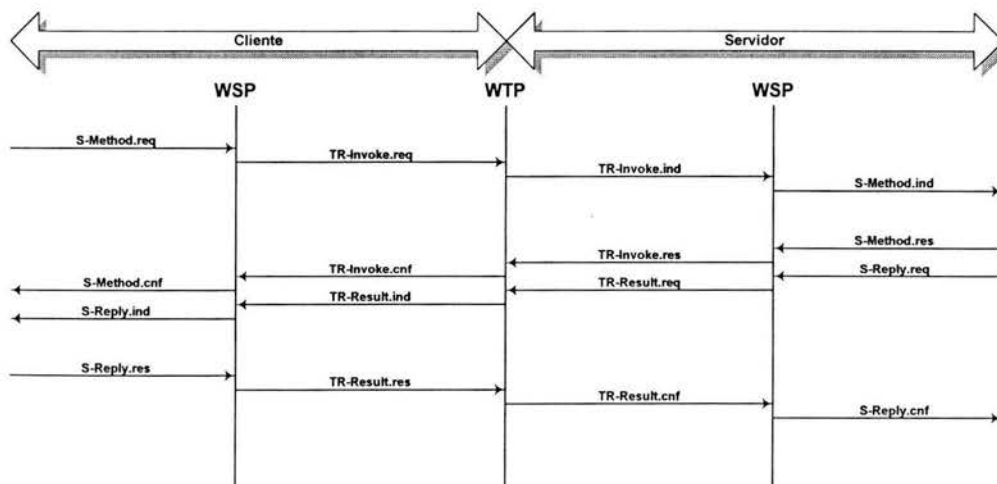 Cliente
Servidor
WSP
WTP
WSP
S-Method.req
TR-Invoke.req
TR-Invoke.ind
S-Method.ind
S-Method.res
TR-Invoke.res
TR-Invoke.cnf
S-Reply.req
S-Method.cnf
TR-Result.req
TR-Result.ind
S-Reply.ind
S-Reply.res
TR-Result.res
TR-Result.cnf
S-Reply.cnf